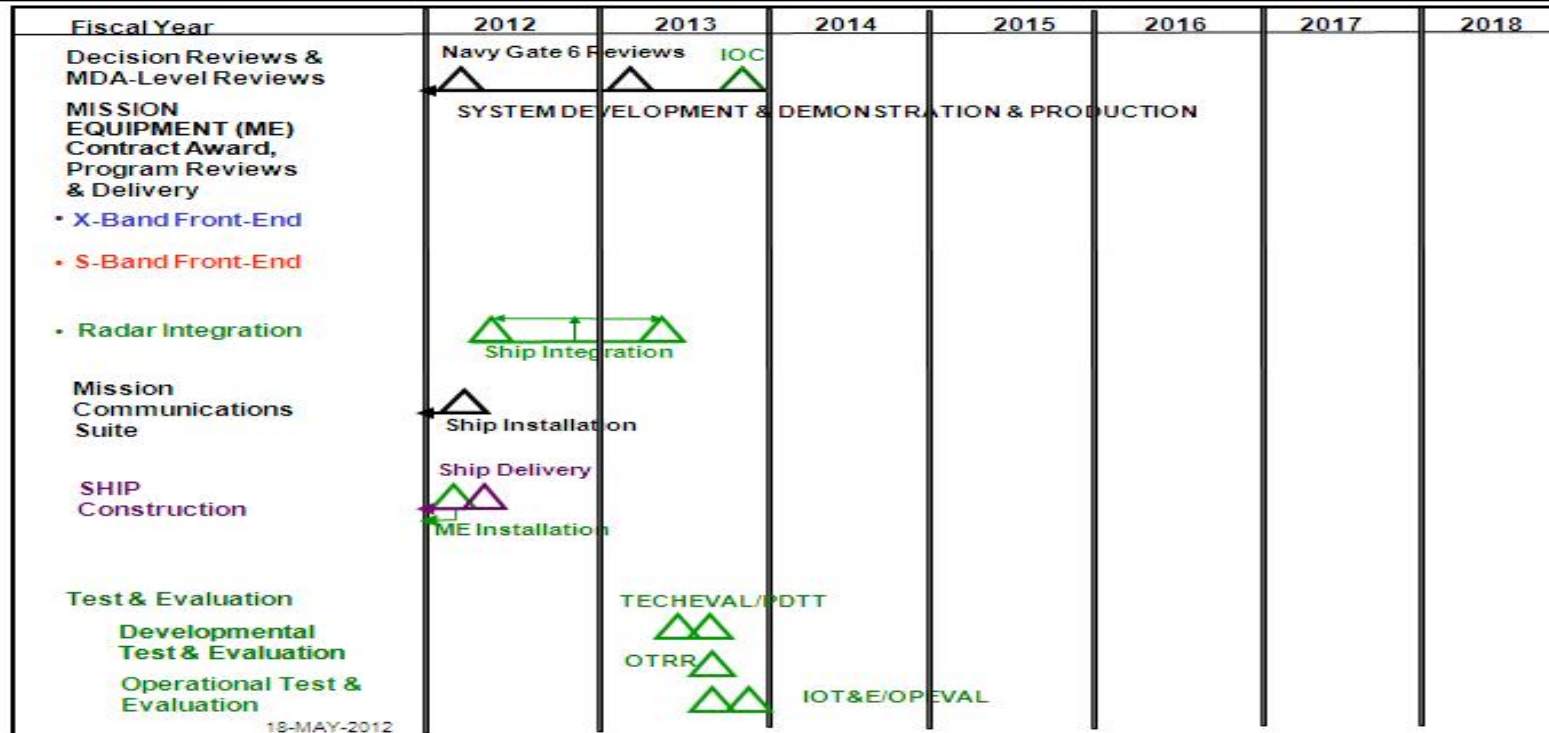 Fiscal Year 2012 2013 2014 2015 2016 2017 2018
Decision Reviews &
MDA-Level Reviews
Navy Gate 6 Reviews IOC
MISSION
EQUIPMENT (ME)
Contract Award,
Program Reviews
& Delivery
SYSTEM DEVELOPMENT & DEMONSTRATION & PRODUCTION
• X-Band Front-End
• S-Band Front-End
• Radar Integration
Ship Integration
Mission
Communications
Suite
Ship Installation
Ship Delivery
SHIP
Construction
ME Installation
Test & Evaluation
TECHEVAL/PDTT
Developmental
Test & Evaluation
OTRR
Operational Test &
Evaluation
IOT&E/OPEVAL
18-MAY-2012